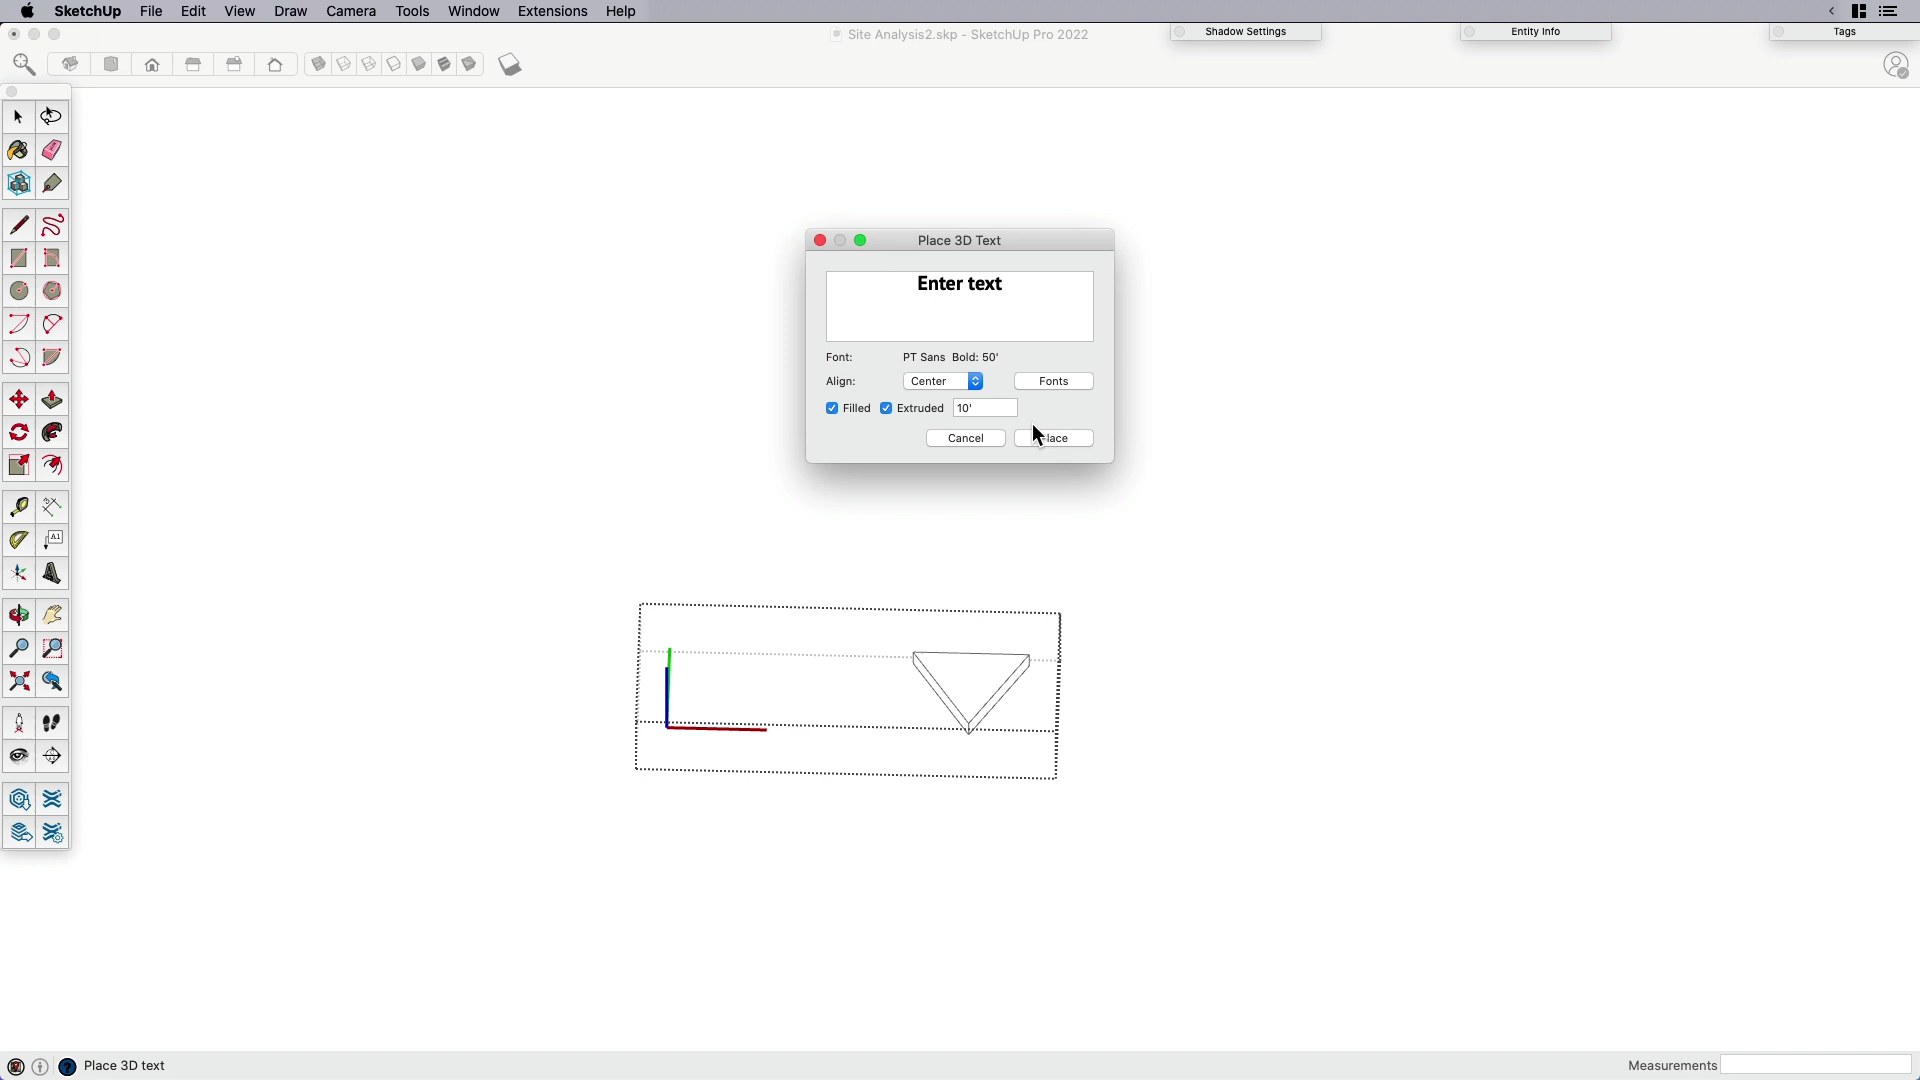 SketchUp File Edit View Draw Camera Tools Window Extensions Help
Site Analysis2.skp - SketchUp Pro 2022
Shadow Settings
Entity Info
Tags
Place 3D Text
Enter text
Font: PT Sans Bold: 50'
Align: Center Fonts
Filled Extruded 10'
Cancel
A1
Place 3D text
Measurements